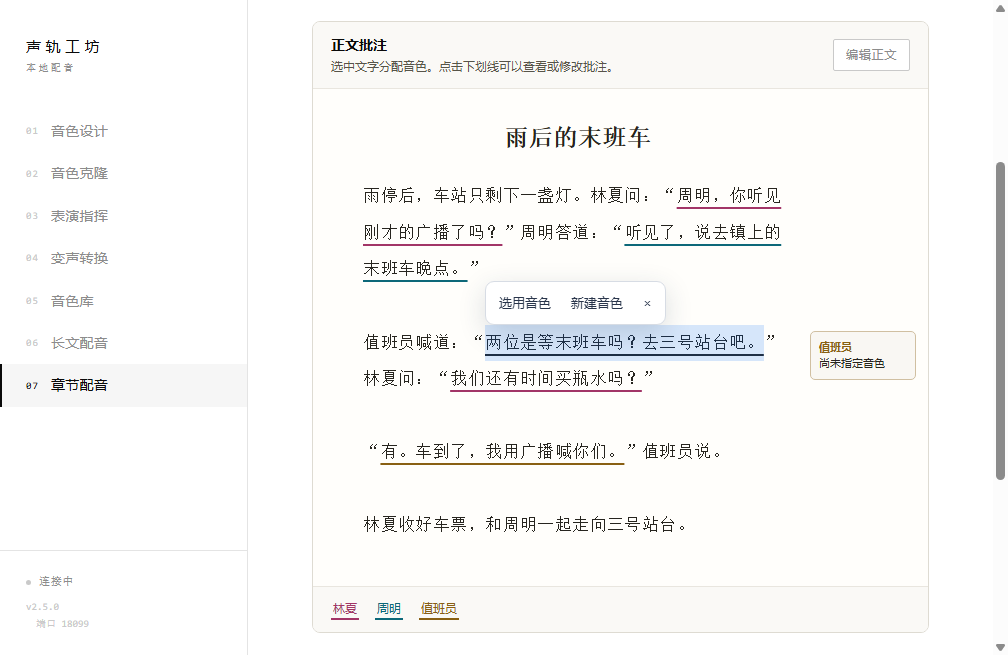 声轨工坊
本地配音
01 音色设计
02 音色克隆
03 表演指挥
04 变声转换
05 音色库
06 长文配音
07 章节配音
连接中
v2.5.0
端口 18099
正文批注
选中文字分配音色。点击下划线可以查看或修改批注。
编辑正文
雨后的末班车
雨停后，车站只剩下一盏灯。林夏问：“周明，你听见
刚才的广播了吗？”周明答道：“听见了，说去镇上的
末班车晚点。”
选用音色 新建音色 ×
值班员喊道：“两位是等末班车吗？去三号站台吧。”
林夏问：“我们还有时间买瓶水吗？”
值班员
尚未指定音色
“有。车到了，我用广播喊你们。”值班员说。
林夏收好车票，和周明一起走向三号站台。
林夏 周明 值班员